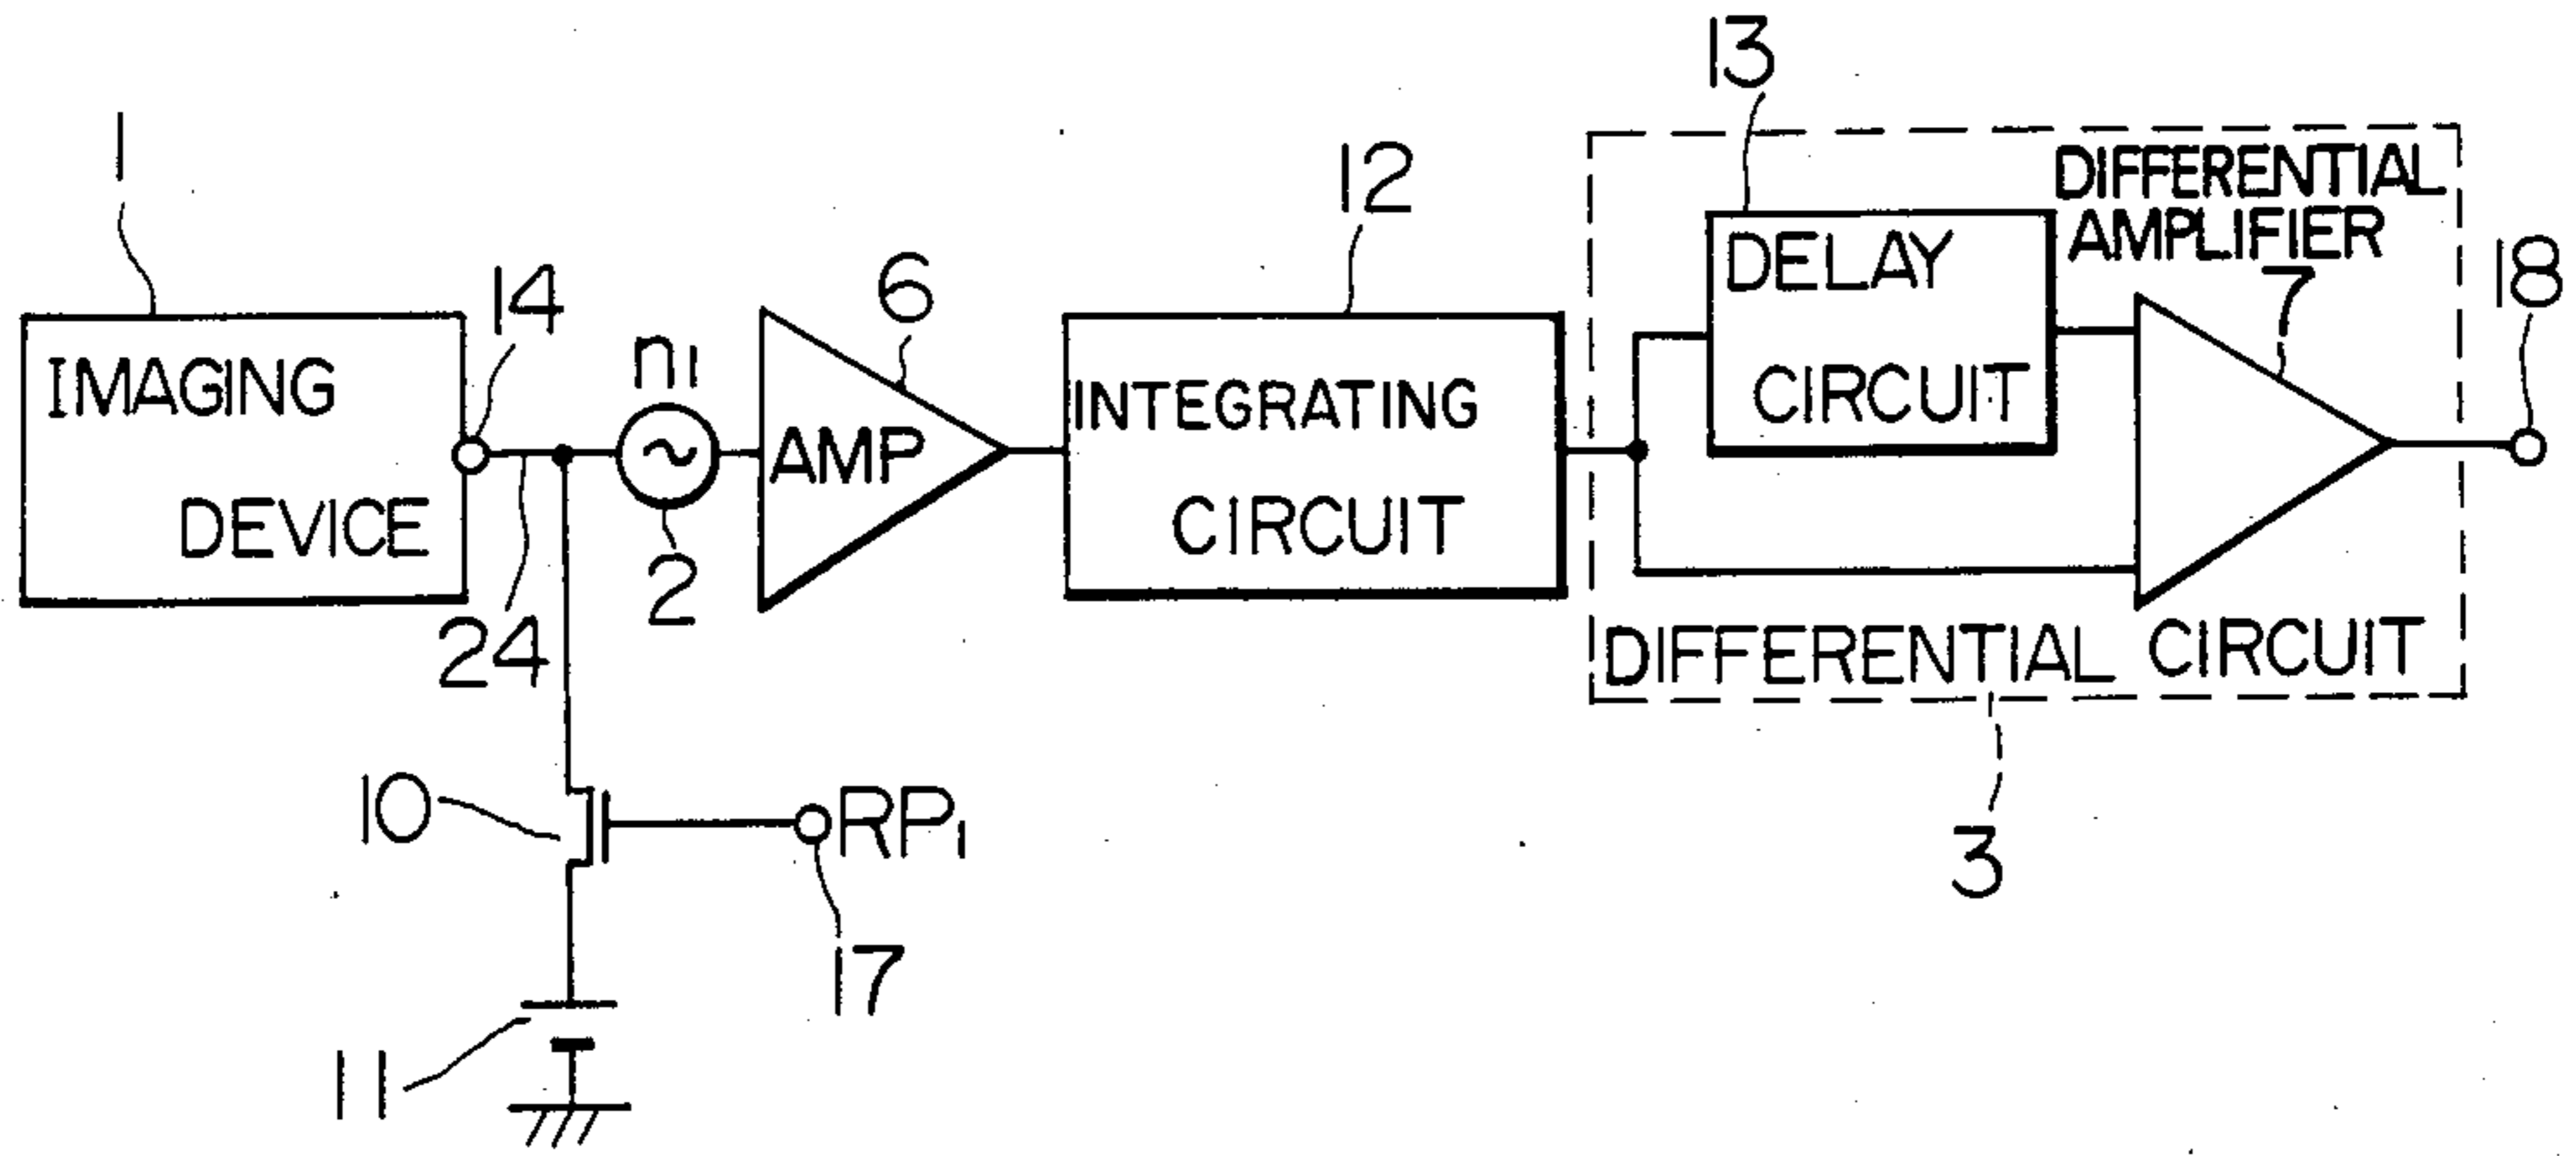 1
IMAGING
DEVICE
14
24
n1
2
6
AMP
12
INTEGRATING
CIRCUIT
13
DELAY
CIRCUIT
DIFFERENTIAL
AMPLIFIER
7
18
DIFFERENTIAL CIRCUIT
3
10
RP1
17
11